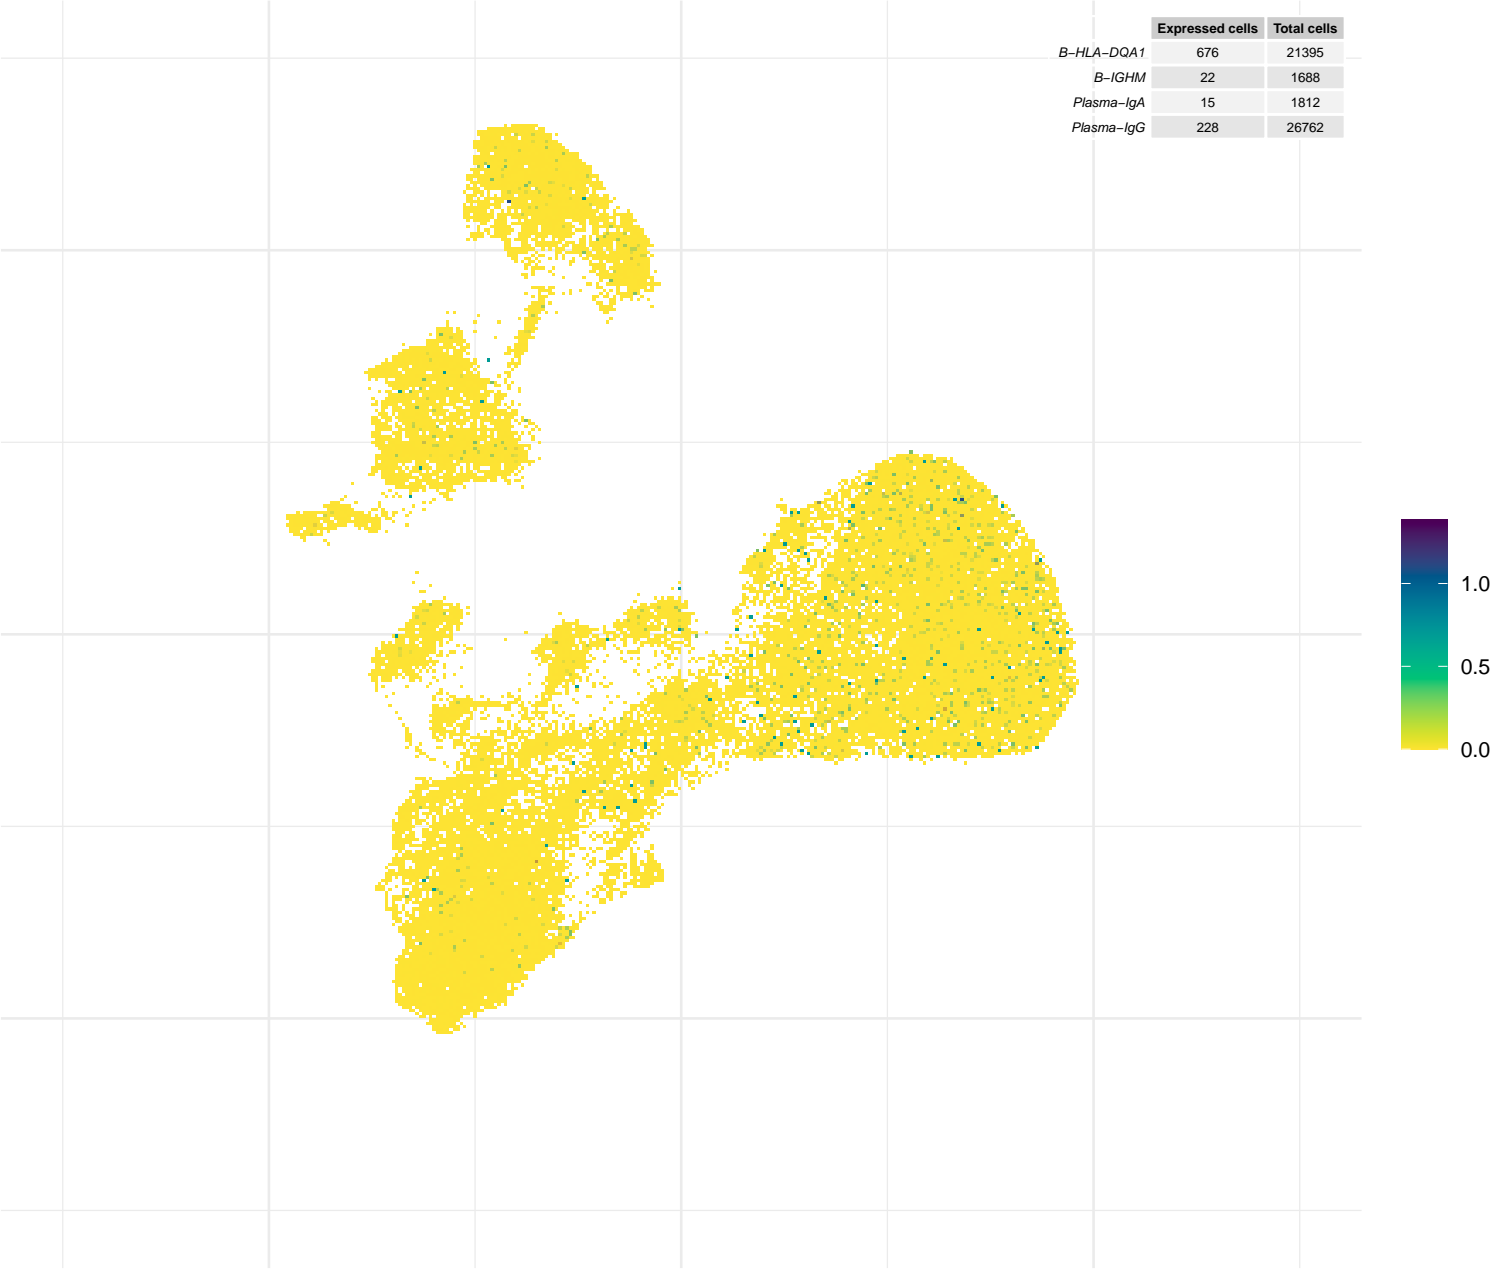 Expressed cells Total cells
B−HLA−DQA1 676 21395
B−IGHM 22 1688
Plasma−IgA 15 1812
Plasma−IgG 228 26762
1.0
0.5
0.0